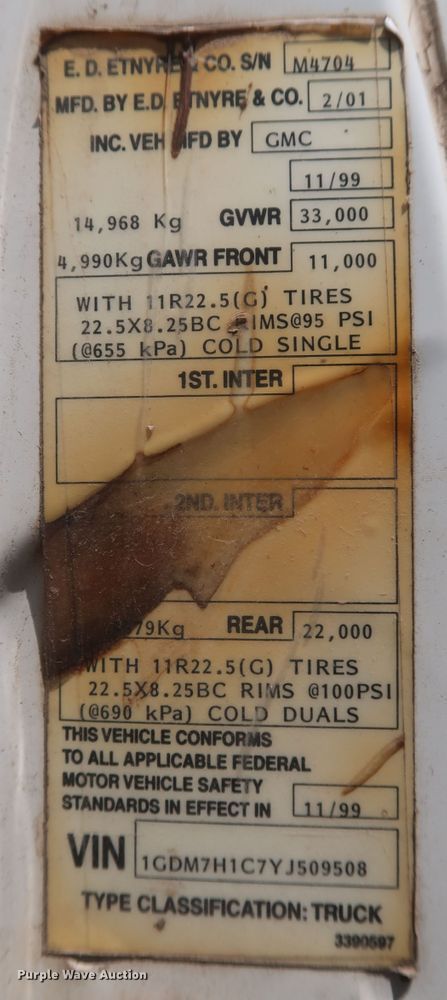 E. D. ETNYRE & CO. S/N M4704
MFD. BY E.D. ETNYRE & CO. 2/01
INC. VEH MFD BY GMC
11/99
14,968 Kg GVWR 33,000
4,990Kg GAWR FRONT 11,000
WITH 11R22.5(G) TIRES
22.5X8.25BC RIMS@95 PSI
(@655 kPa) COLD SINGLE
1ST. INTER
2ND. INTER
79Kg REAR 22,000
WITH 11R22.5(G) TIRES
22.5X8.25BC RIMS @100PSI
(@690 kPa) COLD DUALS
THIS VEHICLE CONFORMS
TO ALL APPLICABLE FEDERAL
MOTOR VEHICLE SAFETY
STANDARDS IN EFFECT IN 11/99
VIN 1GDM7H1C7YJ509508
TYPE CLASSIFICATION: TRUCK
3390597
Purple Wave Auction